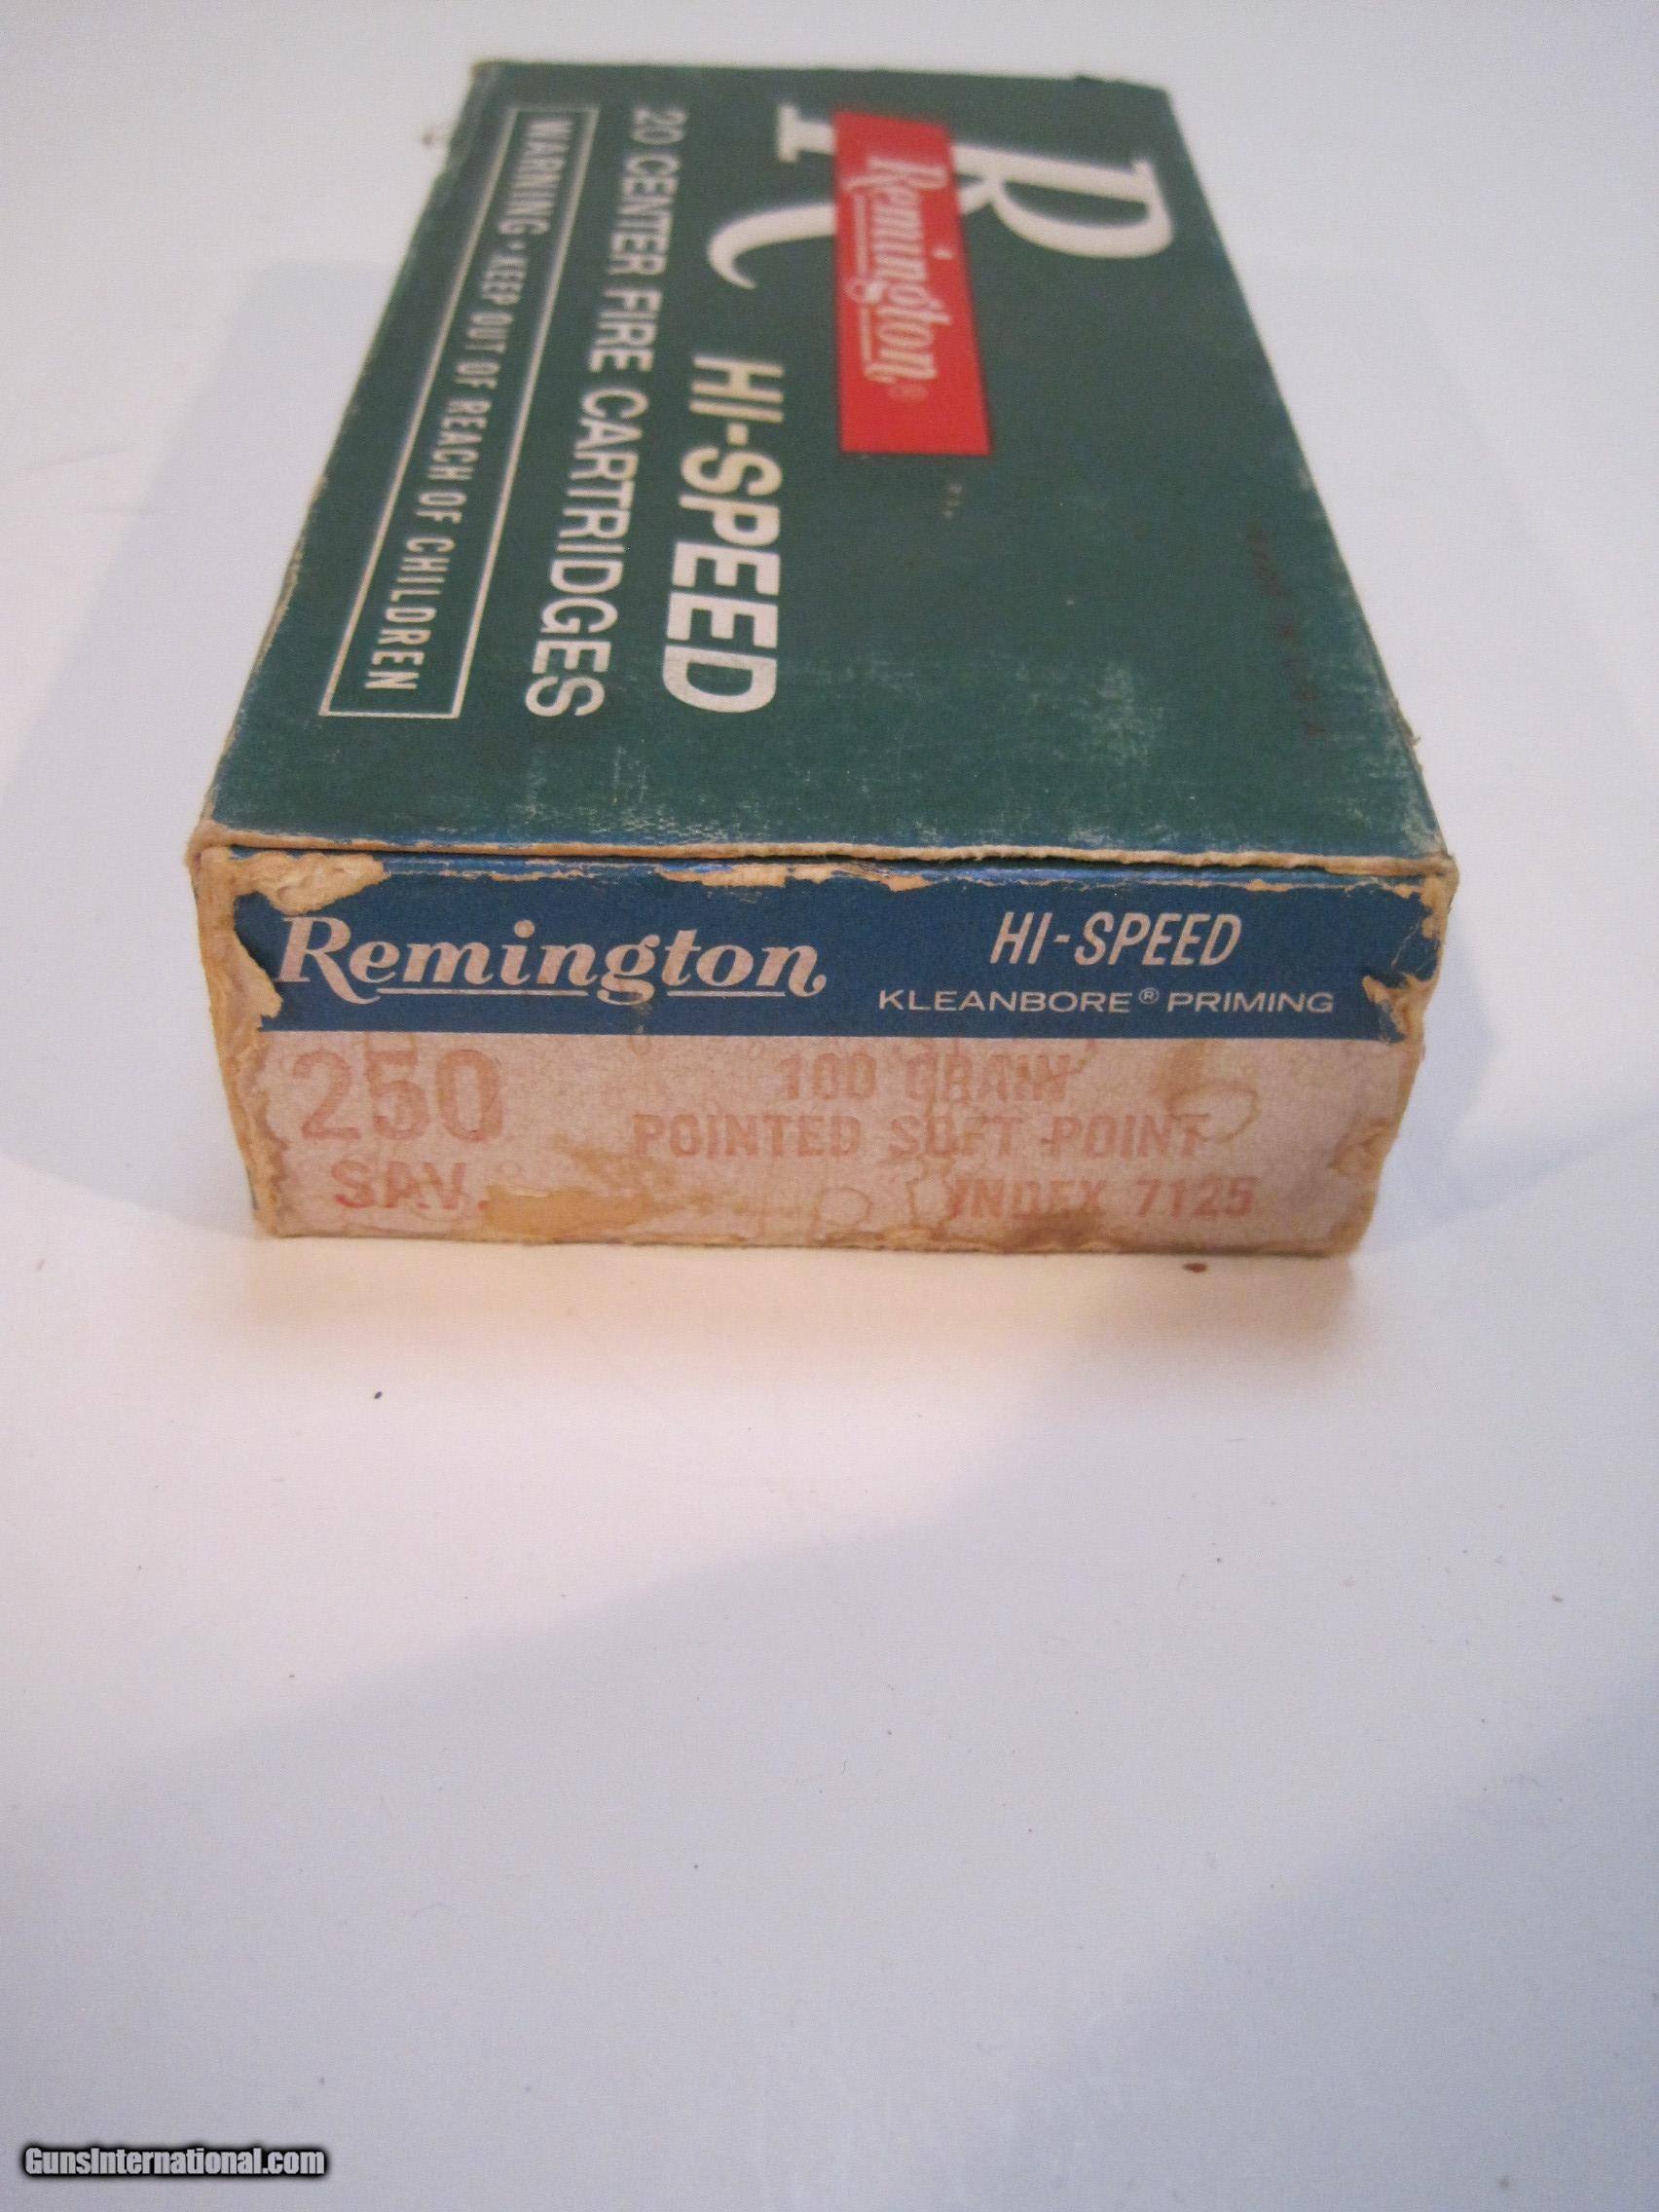 R
Remington®
HI-SPEED
20 CENTER FIRE CARTRIDGES
WARNING • KEEP OUT OF REACH OF CHILDREN
Remington
HI-SPEED
KLEANBORE® PRIMING
250
SAV.
100 GRAIN
POINTED SOFT POINT
INDEX 7125
GunsInternational.com